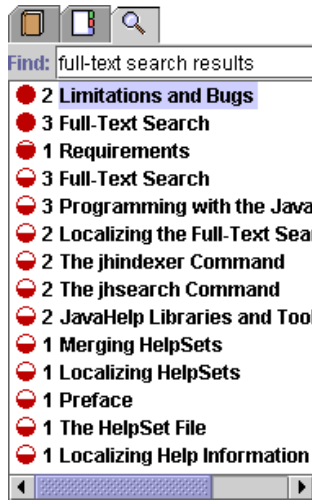 Find: full-text search results
2 Limitations and Bugs
3 Full-Text Search
1 Requirements
3 Full-Text Search
3 Programming with the Java
2 Localizing the Full-Text Sear
2 The jhindexer Command
2 The jhsearch Command
2 JavaHelp Libraries and Tool
1 Merging HelpSets
1 Localizing HelpSets
1 Preface
1 The HelpSet File
1 Localizing Help Information